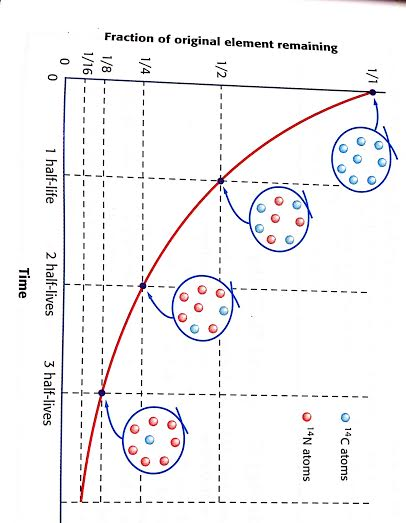 Fraction of original element remaining
1/1
1/2
1/4
1/8
1/16
0
0
1 half-life
2 half-lives
3 half-lives
Time
¹⁴C atoms
¹⁴N atoms